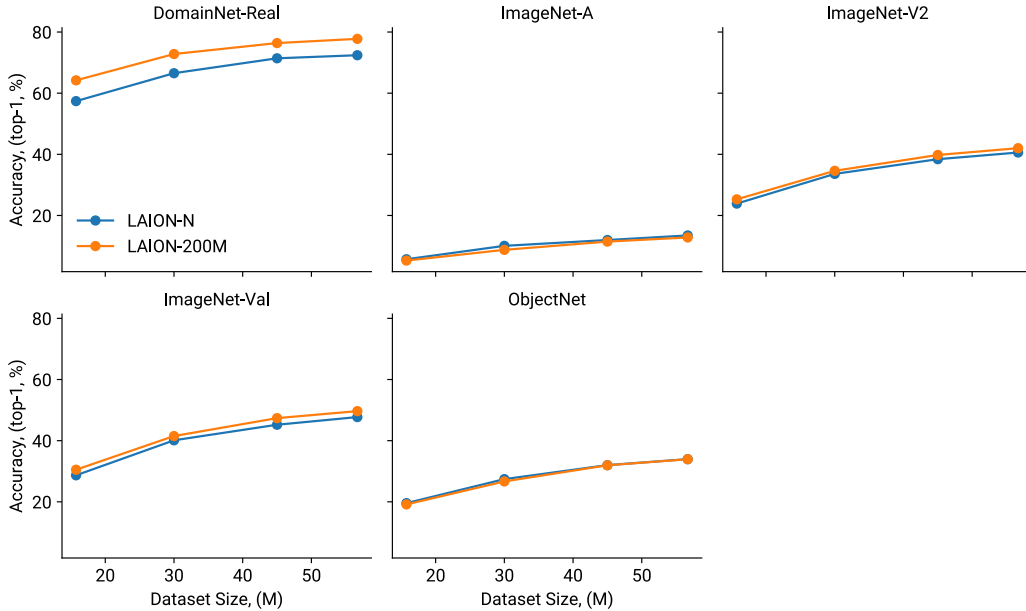 DomainNet-Real
ImageNet-A
ImageNet-V2
Accuracy, (top-1, %)
80
60
40
20
LAION-N
LAION-200M
ImageNet-Val
ObjectNet
Accuracy, (top-1, %)
80
60
40
20
20 30 40 50
20 30 40 50
Dataset Size, (M)
Dataset Size, (M)